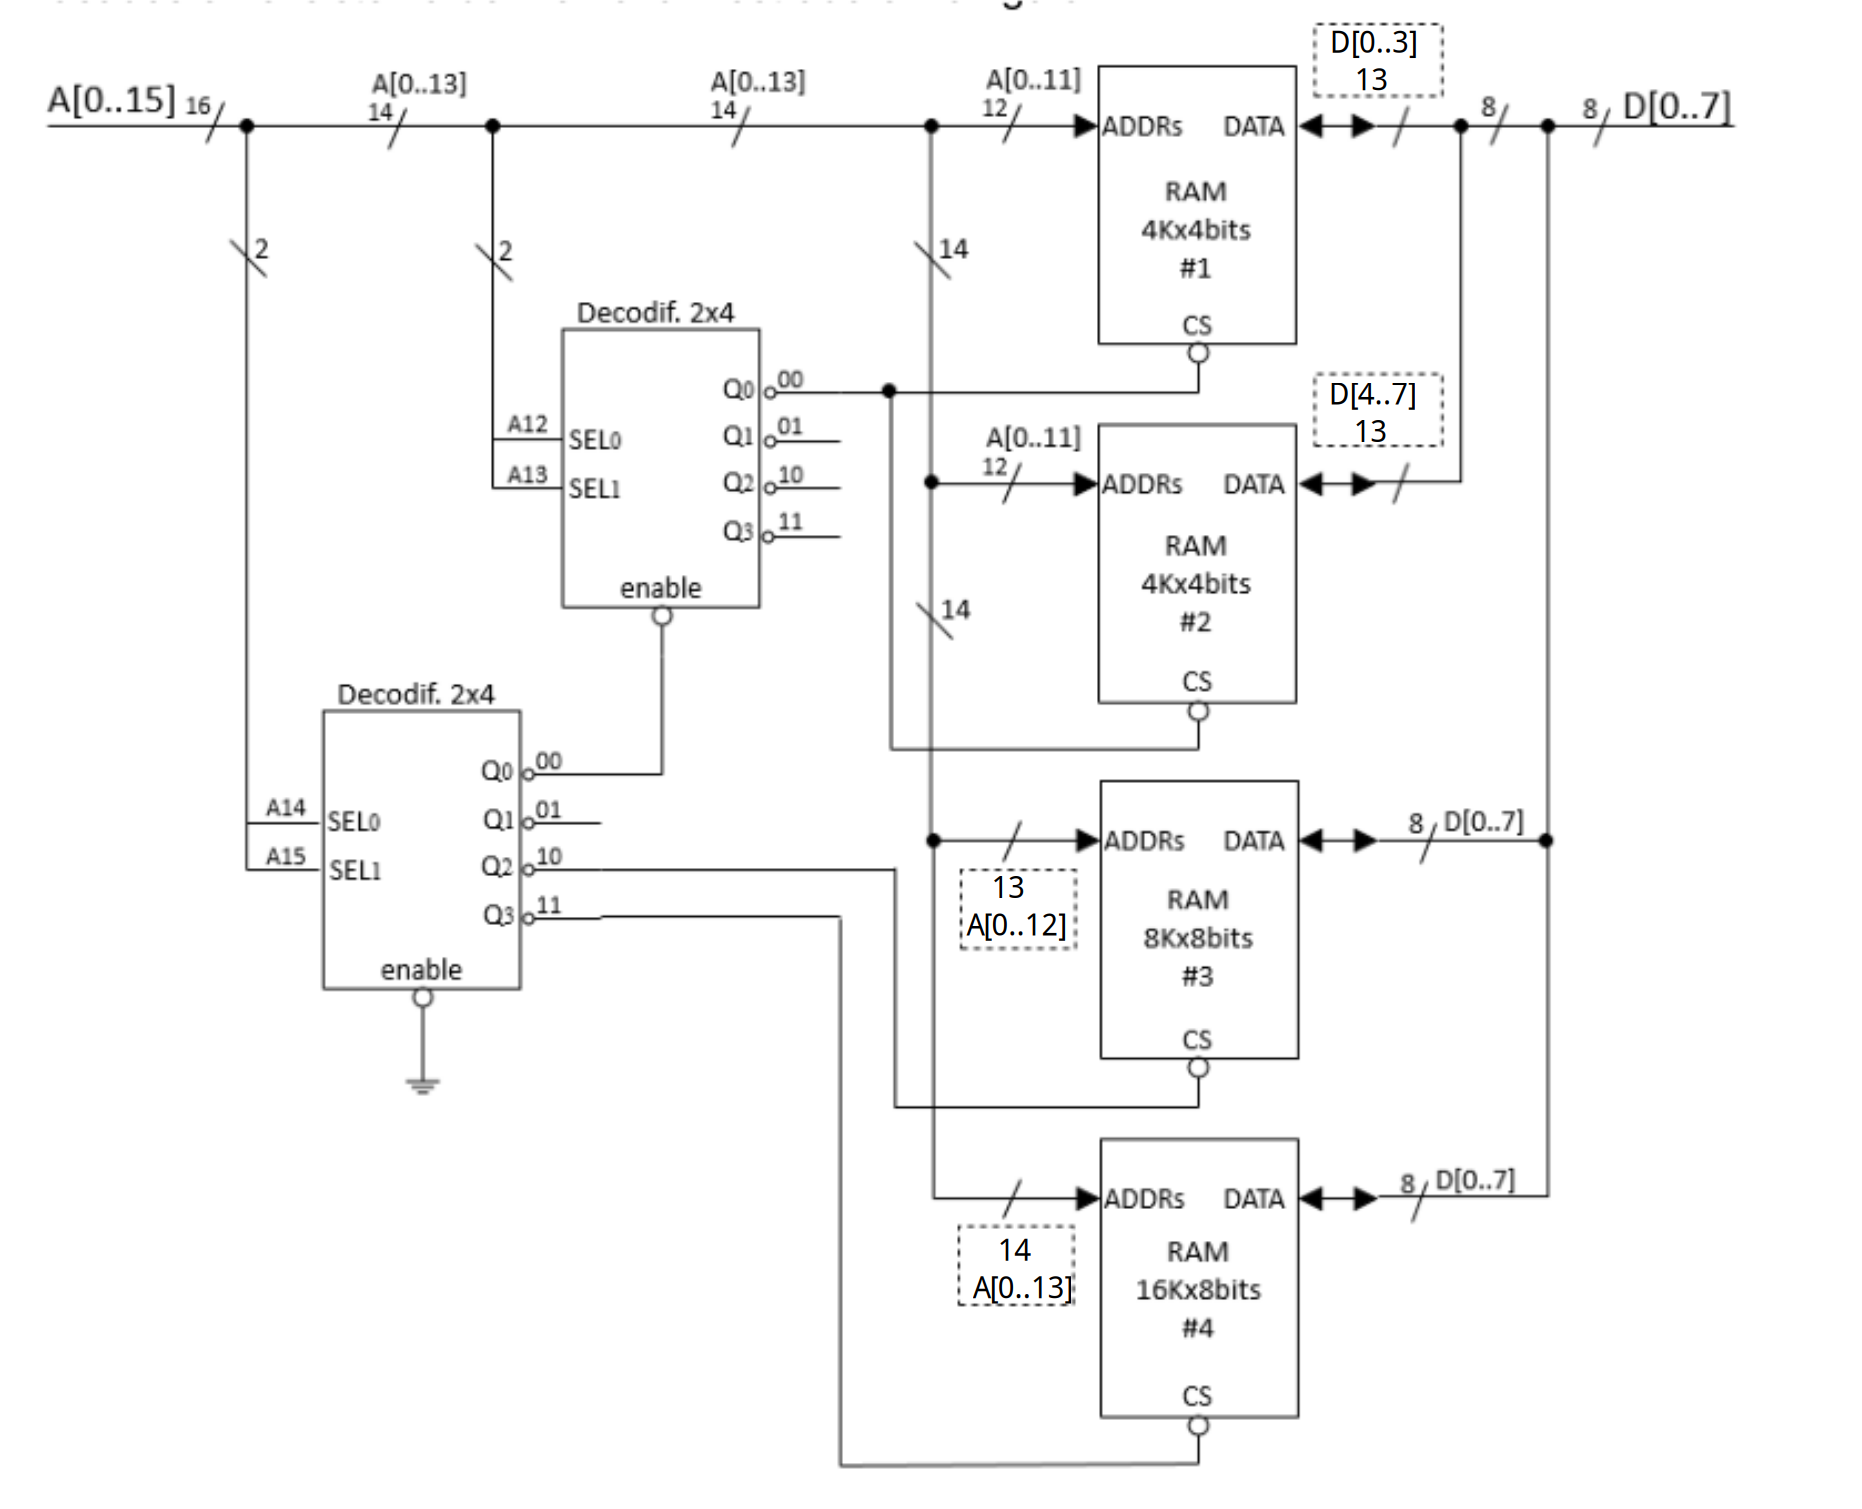 D[0..3]
13
A[0..15] 16
A[0..13]
14
A[0..13]
14
A[0..11]
12
ADDRs DATA
8
8 D[0..7]
RAM
4Kx4bits
#1
CS
2
2
14
Decodif. 2x4
Q0 00
Q1 01
Q2 10
Q3 11
A12 SEL0
A13 SEL1
enable
D[4..7]
13
A[0..11]
12
ADDRs DATA
RAM
4Kx4bits
#2
CS
14
Decodif. 2x4
Q0 00
Q1 01
Q2 10
Q3 11
A14 SEL0
A15 SEL1
enable
ADDRs DATA
8 D[0..7]
13
A[0..12]
RAM
8Kx8bits
#3
CS
ADDRs DATA
8 D[0..7]
14
A[0..13]
RAM
16Kx8bits
#4
CS